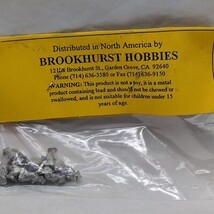 Distributed in North America by
BROOKHURST HOBBIES
Brookhurst St., Garden Grove, CA 92640
Phone (714) 636-3580 or Fax (714) 636-9150
WARNING: This product is not a toy, it is a metal
product containing lead and should not be chewed or
swallowed, and is not suitable for children under 15
years of age.